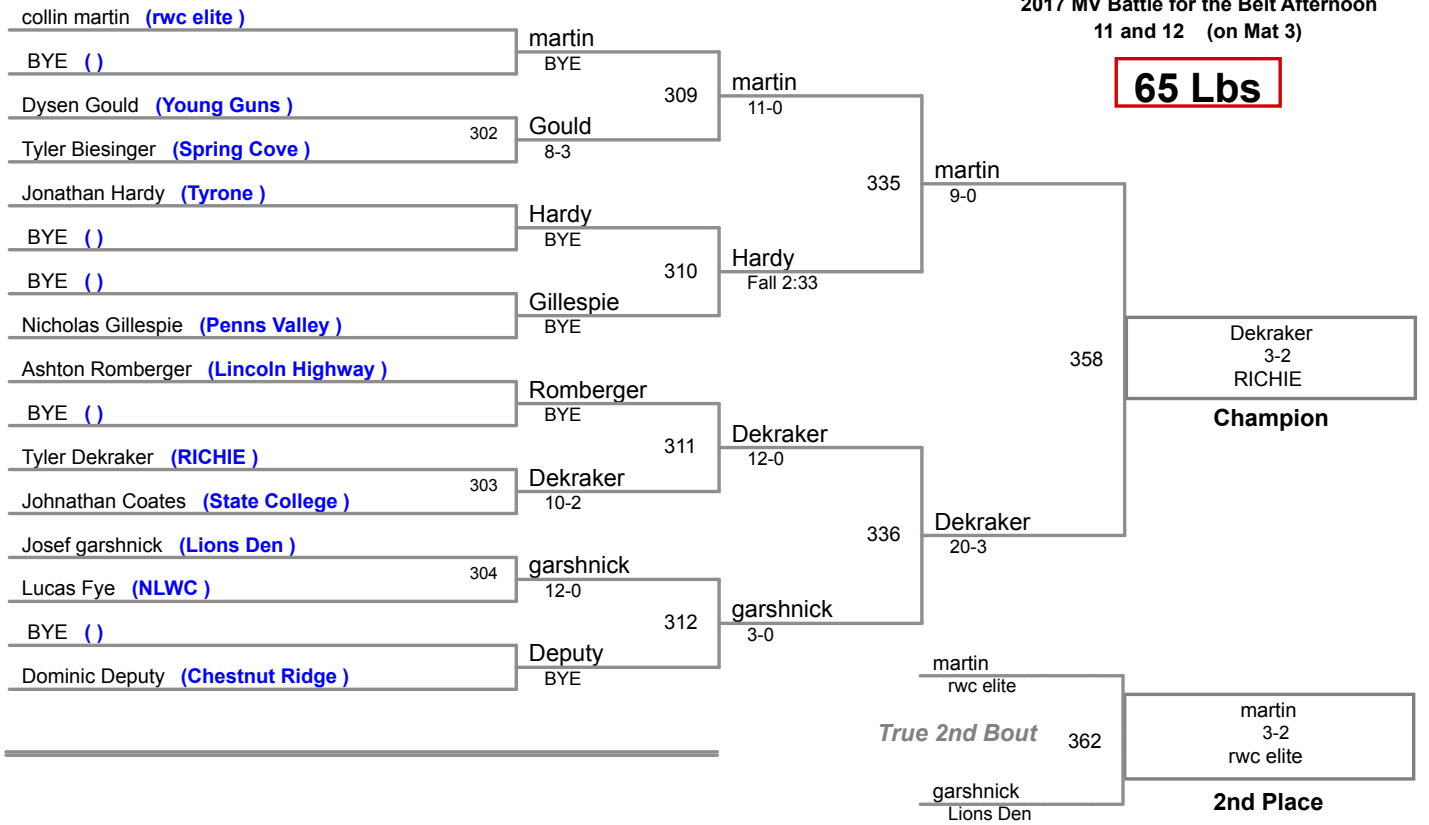 2017 MV Battle for the Belt Afternoon
11 and 12 (on Mat 3)
65 Lbs
collin martin (rwc elite )
BYE ( )
Dysen Gould (Young Guns )
Tyler Biesinger (Spring Cove )
Jonathan Hardy (Tyrone )
BYE ( )
BYE ( )
Nicholas Gillespie (Penns Valley )
Ashton Romberger (Lincoln Highway )
BYE ( )
Tyler Dekraker (RICHIE )
Johnathan Coates (State College )
Josef garshnick (Lions Den )
Lucas Fye (NLWC )
BYE ( )
Dominic Deputy (Chestnut Ridge )
302
303
304
martin
BYE
Gould
8-3
Hardy
BYE
Gillespie
BYE
Romberger
BYE
Dekraker
10-2
garshnick
12-0
Deputy
BYE
309
310
311
312
martin
11-0
Hardy
Fall 2:33
Dekraker
12-0
garshnick
3-0
335
336
martin
9-0
Dekraker
20-3
358
Dekraker
3-2
RICHIE
Champion
martin
rwc elite
True 2nd Bout
362
garshnick
Lions Den
martin
3-2
rwc elite
2nd Place